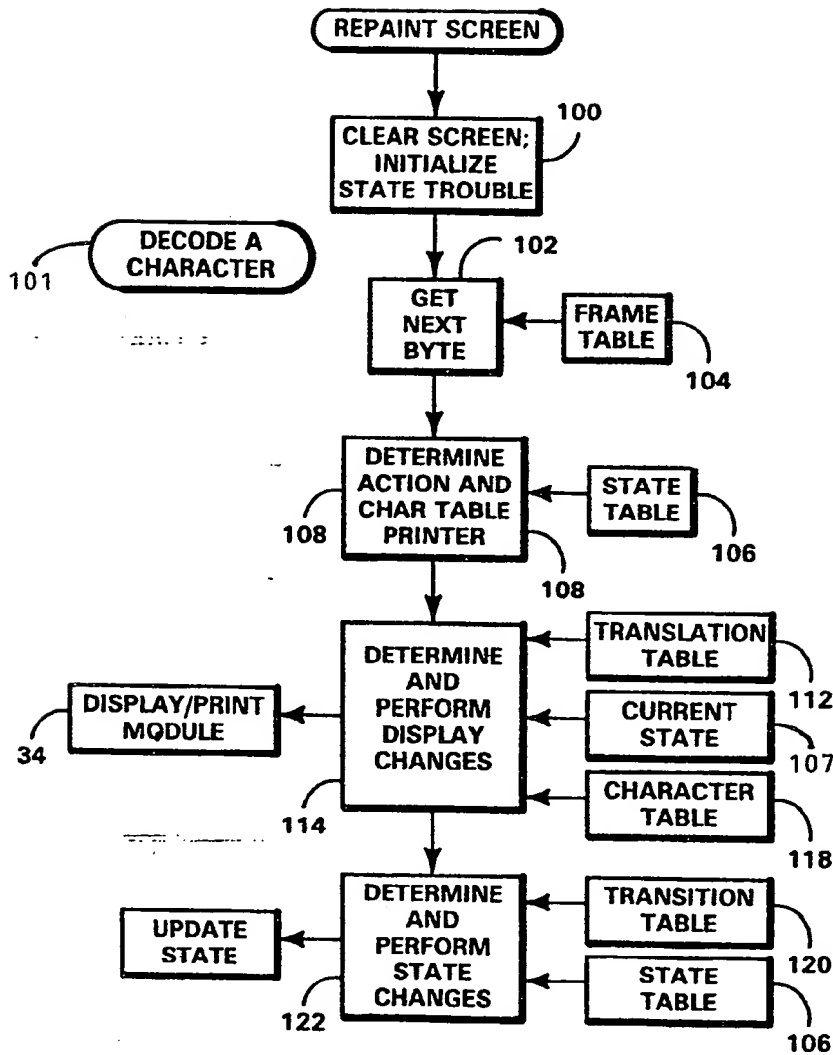 REPAINT SCREEN
100
CLEAR SCREEN;
INITIALIZE
STATE TROUBLE
101
DECODE A
CHARACTER
102
GET
NEXT
BYTE
FRAME
TABLE
104
DETERMINE
ACTION AND
CHAR TABLE
PRINTER
108
108
STATE
TABLE
106
DETERMINE
AND
PERFORM
DISPLAY
CHANGES
114
DISPLAY/PRINT
MODULE
34
TRANSLATION
TABLE
112
CURRENT
STATE
107
CHARACTER
TABLE
118
DETERMINE
AND
PERFORM
STATE
CHANGES
122
UPDATE
STATE
TRANSITION
TABLE
120
STATE
TABLE
106